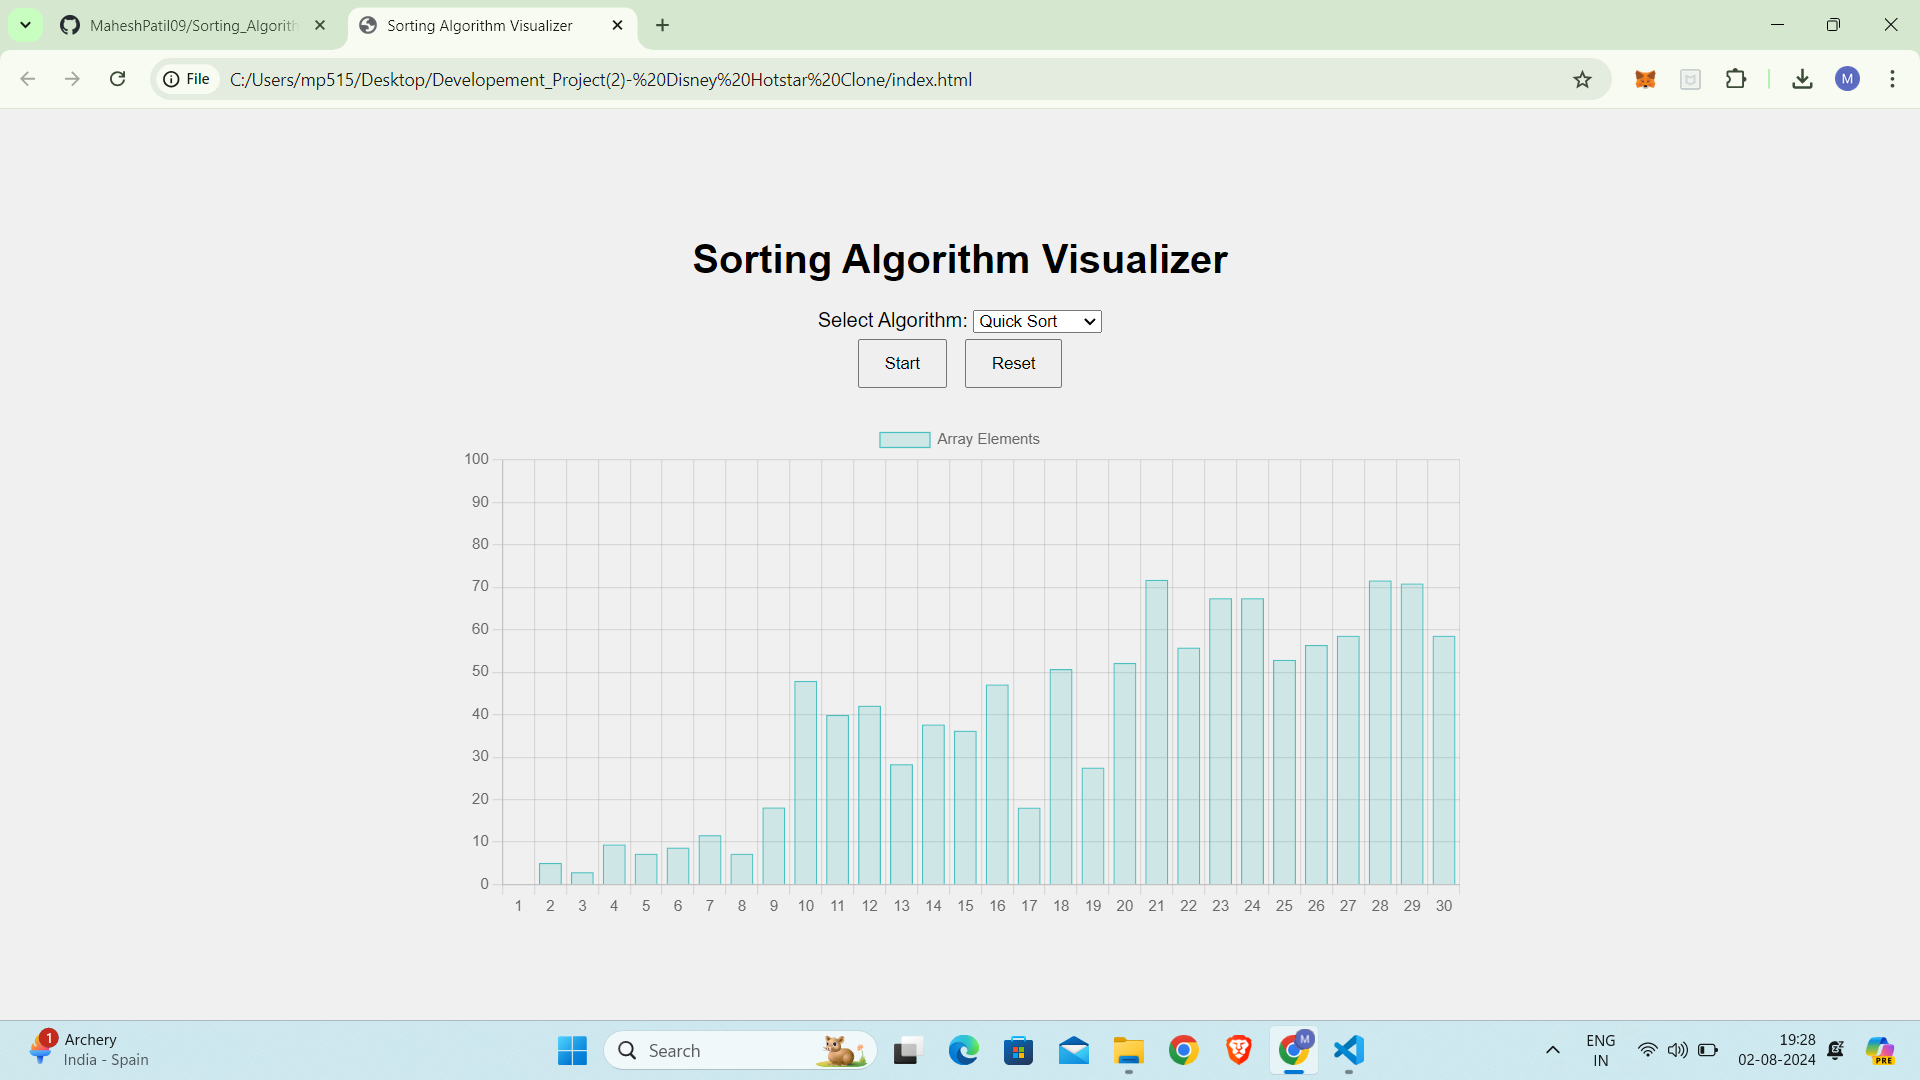 MaheshPatil09/Sorting_Algorith
Sorting Algorithm Visualizer
File
C:/Users/mp515/Desktop/Developement_Project(2)-%20Disney%20Hotstar%20Clone/index.html
M
Sorting Algorithm Visualizer
Select Algorithm: Quick Sort
Start Reset
Array Elements
100
90
80
70
60
50
40
30
20
10
0
1 2 3 4 5 6 7 8 9 10 11 12 13 14 15 16 17 18 19 20 21 22 23 24 25 26 27 28 29 30
1
Archery
India - Spain
Search
M
ENG
IN
19:28
02-08-2024
PRE